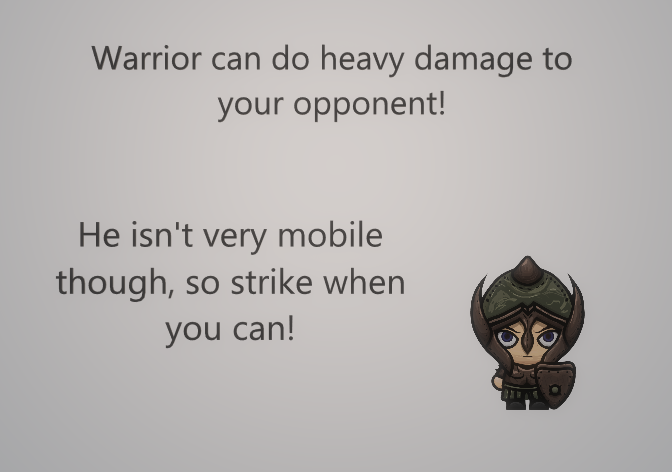 Warrior can do heavy damage to
your opponent!
He isn't very mobile
though, so strike when
you can!